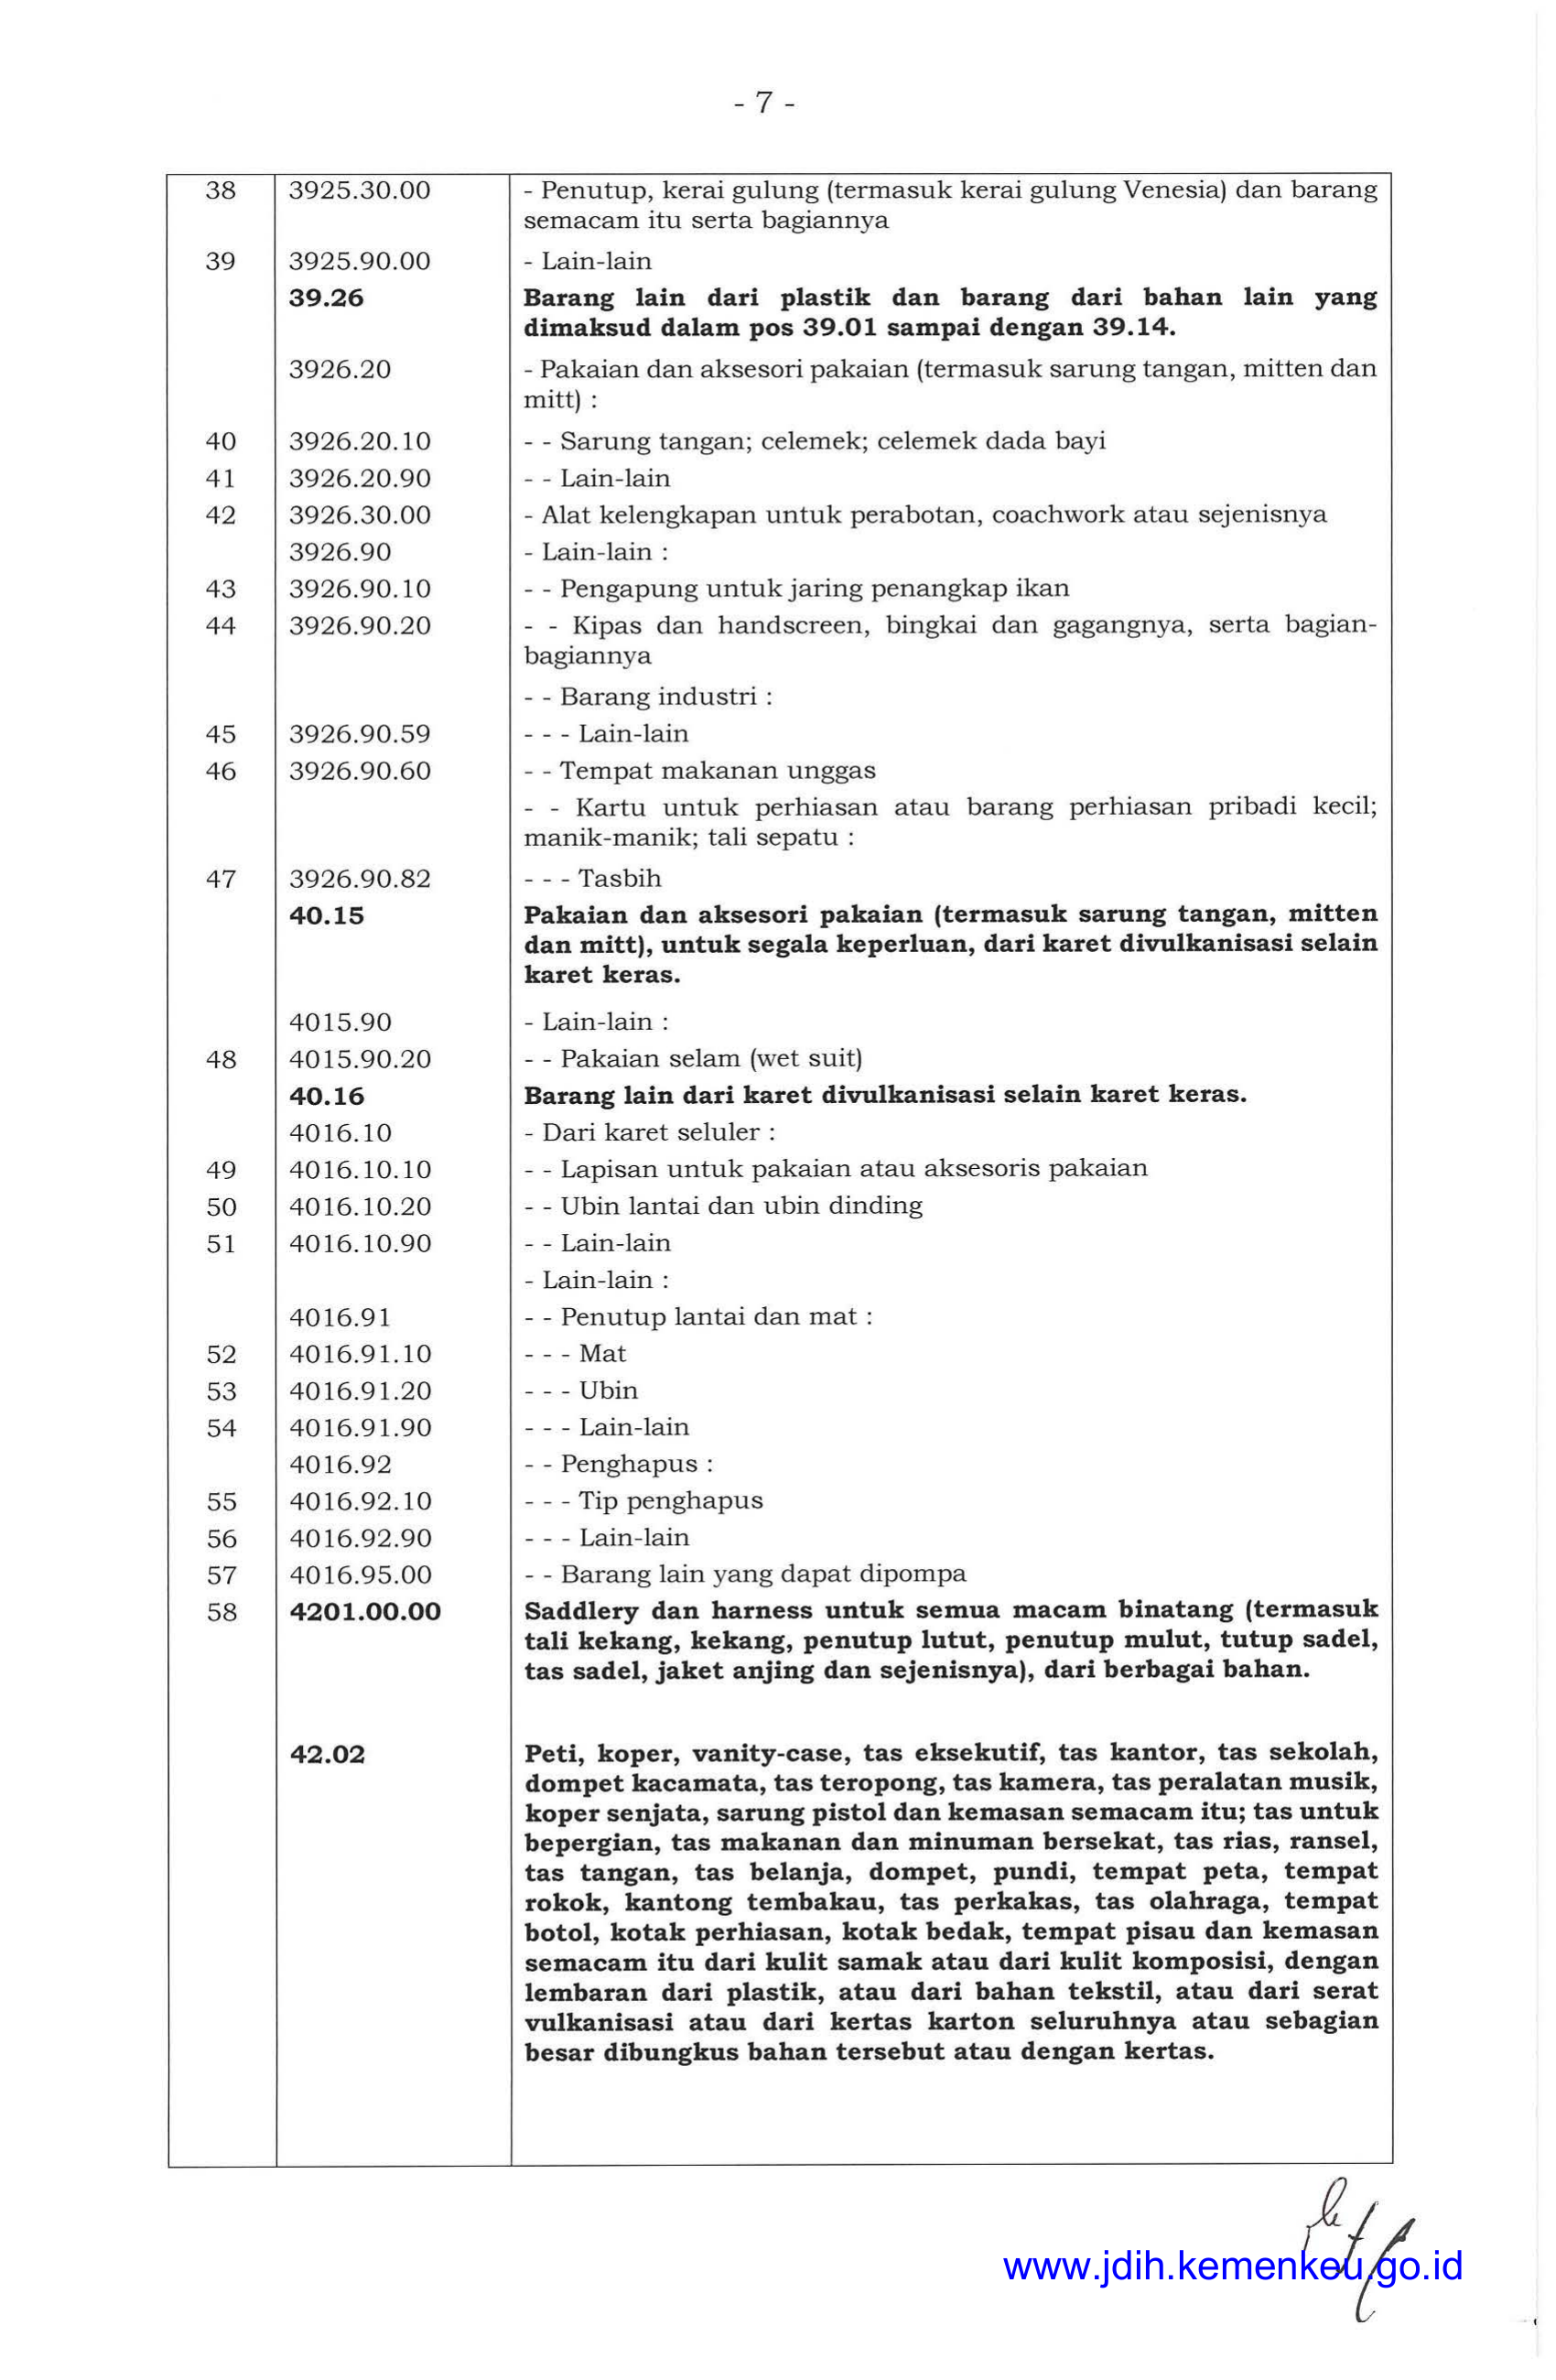 - 7 -
38 3925.30.00 - Penutup, kerai gulung (termasuk kerai gulung Venesia) dan barang
semacam itu serta bagiannya
39 3925.90.00 - Lain-lain
39.26 Barang lain dari plastik dan barang dari bahan lain yang
dimaksud dalam pos 39.01 sampai dengan 39.14.
3926.20 - Pakaian dan aksesori pakaian (termasuk sarung tangan, mitten dan
mitt) :
40 3926.20.10 - - Sarung tangan; celemek; celemek dada bayi
41 3926.20.90 - - Lain-lain
42 3926.30.00 - Alat kelengkapan untuk perabotan, coachwork atau sejenisnya
3926.90 - Lain-lain :
43 3926.90.10 - - Pengapung untuk jaring penangkap ikan
44 3926.90.20 - - Kipas dan handscreen, bingkai dan gagangnya, serta bagian-
bagiannya
- - Barang industri :
45 3926.90.59 - - - Lain-lain
46 3926.90.60 - - Tempat makanan unggas
- - Kartu untuk perhiasan atau barang perhiasan pribadi kecil;
manik-manik; tali sepatu :
47 3926.90.82 - - - Tasbih
40.15 Pakaian dan aksesori pakaian (termasuk sarung tangan, mitten
dan mitt), untuk segala keperluan, dari karet divulkanisasi selain
karet keras.
4015.90 - Lain-lain :
48 4015.90.20 - - Pakaian selam (wet suit)
40.16 Barang lain dari karet divulkanisasi selain karet keras.
4016.10 - Dari karet seluler :
49 4016.10.10 - - Lapisan untuk pakaian atau aksesoris pakaian
50 4016.10.20 - - Ubin lantai dan ubin dinding
51 4016.10.90 - - Lain-lain
- Lain-lain :
4016.91 - - Penutup lantai dan mat :
52 4016.91.10 - - - Mat
53 4016.91.20 - - - Ubin
54 4016.91.90 - - - Lain-lain
4016.92 - - Penghapus :
55 4016.92.10 - - - Tip penghapus
56 4016.92.90 - - - Lain-lain
57 4016.95.00 - - Barang lain yang dapat dipompa
58 4201.00.00 Saddlery dan harness untuk semua macam binatang (termasuk
tali kekang, kekang, penutup lutut, penutup mulut, tutup sadel,
tas sadel, jaket anjing dan sejenisnya), dari berbagai bahan.
42.02 Peti, koper, vanity-case, tas eksekutif, tas kantor, tas sekolah,
dompet kacamata, tas teropong, tas kamera, tas peralatan musik,
koper senjata, sarung pistol dan kemasan semacam itu; tas untuk
bepergian, tas makanan dan minuman bersekat, tas rias, ransel,
tas tangan, tas belanja, dompet, pundi, tempat peta, tempat
rokok, kantong tembakau, tas perkakas, tas olahraga, tempat
botol, kotak perhiasan, kotak bedak, tempat pisau dan kemasan
semacam itu dari kulit samak atau dari kulit komposisi, dengan
lembaran dari plastik, atau dari bahan tekstil, atau dari serat
vulkanisasi atau dari kertas karton seluruhnya atau sebagian
besar dibungkus bahan tersebut atau dengan kertas.
www.jdih.kemenkeu.go.id